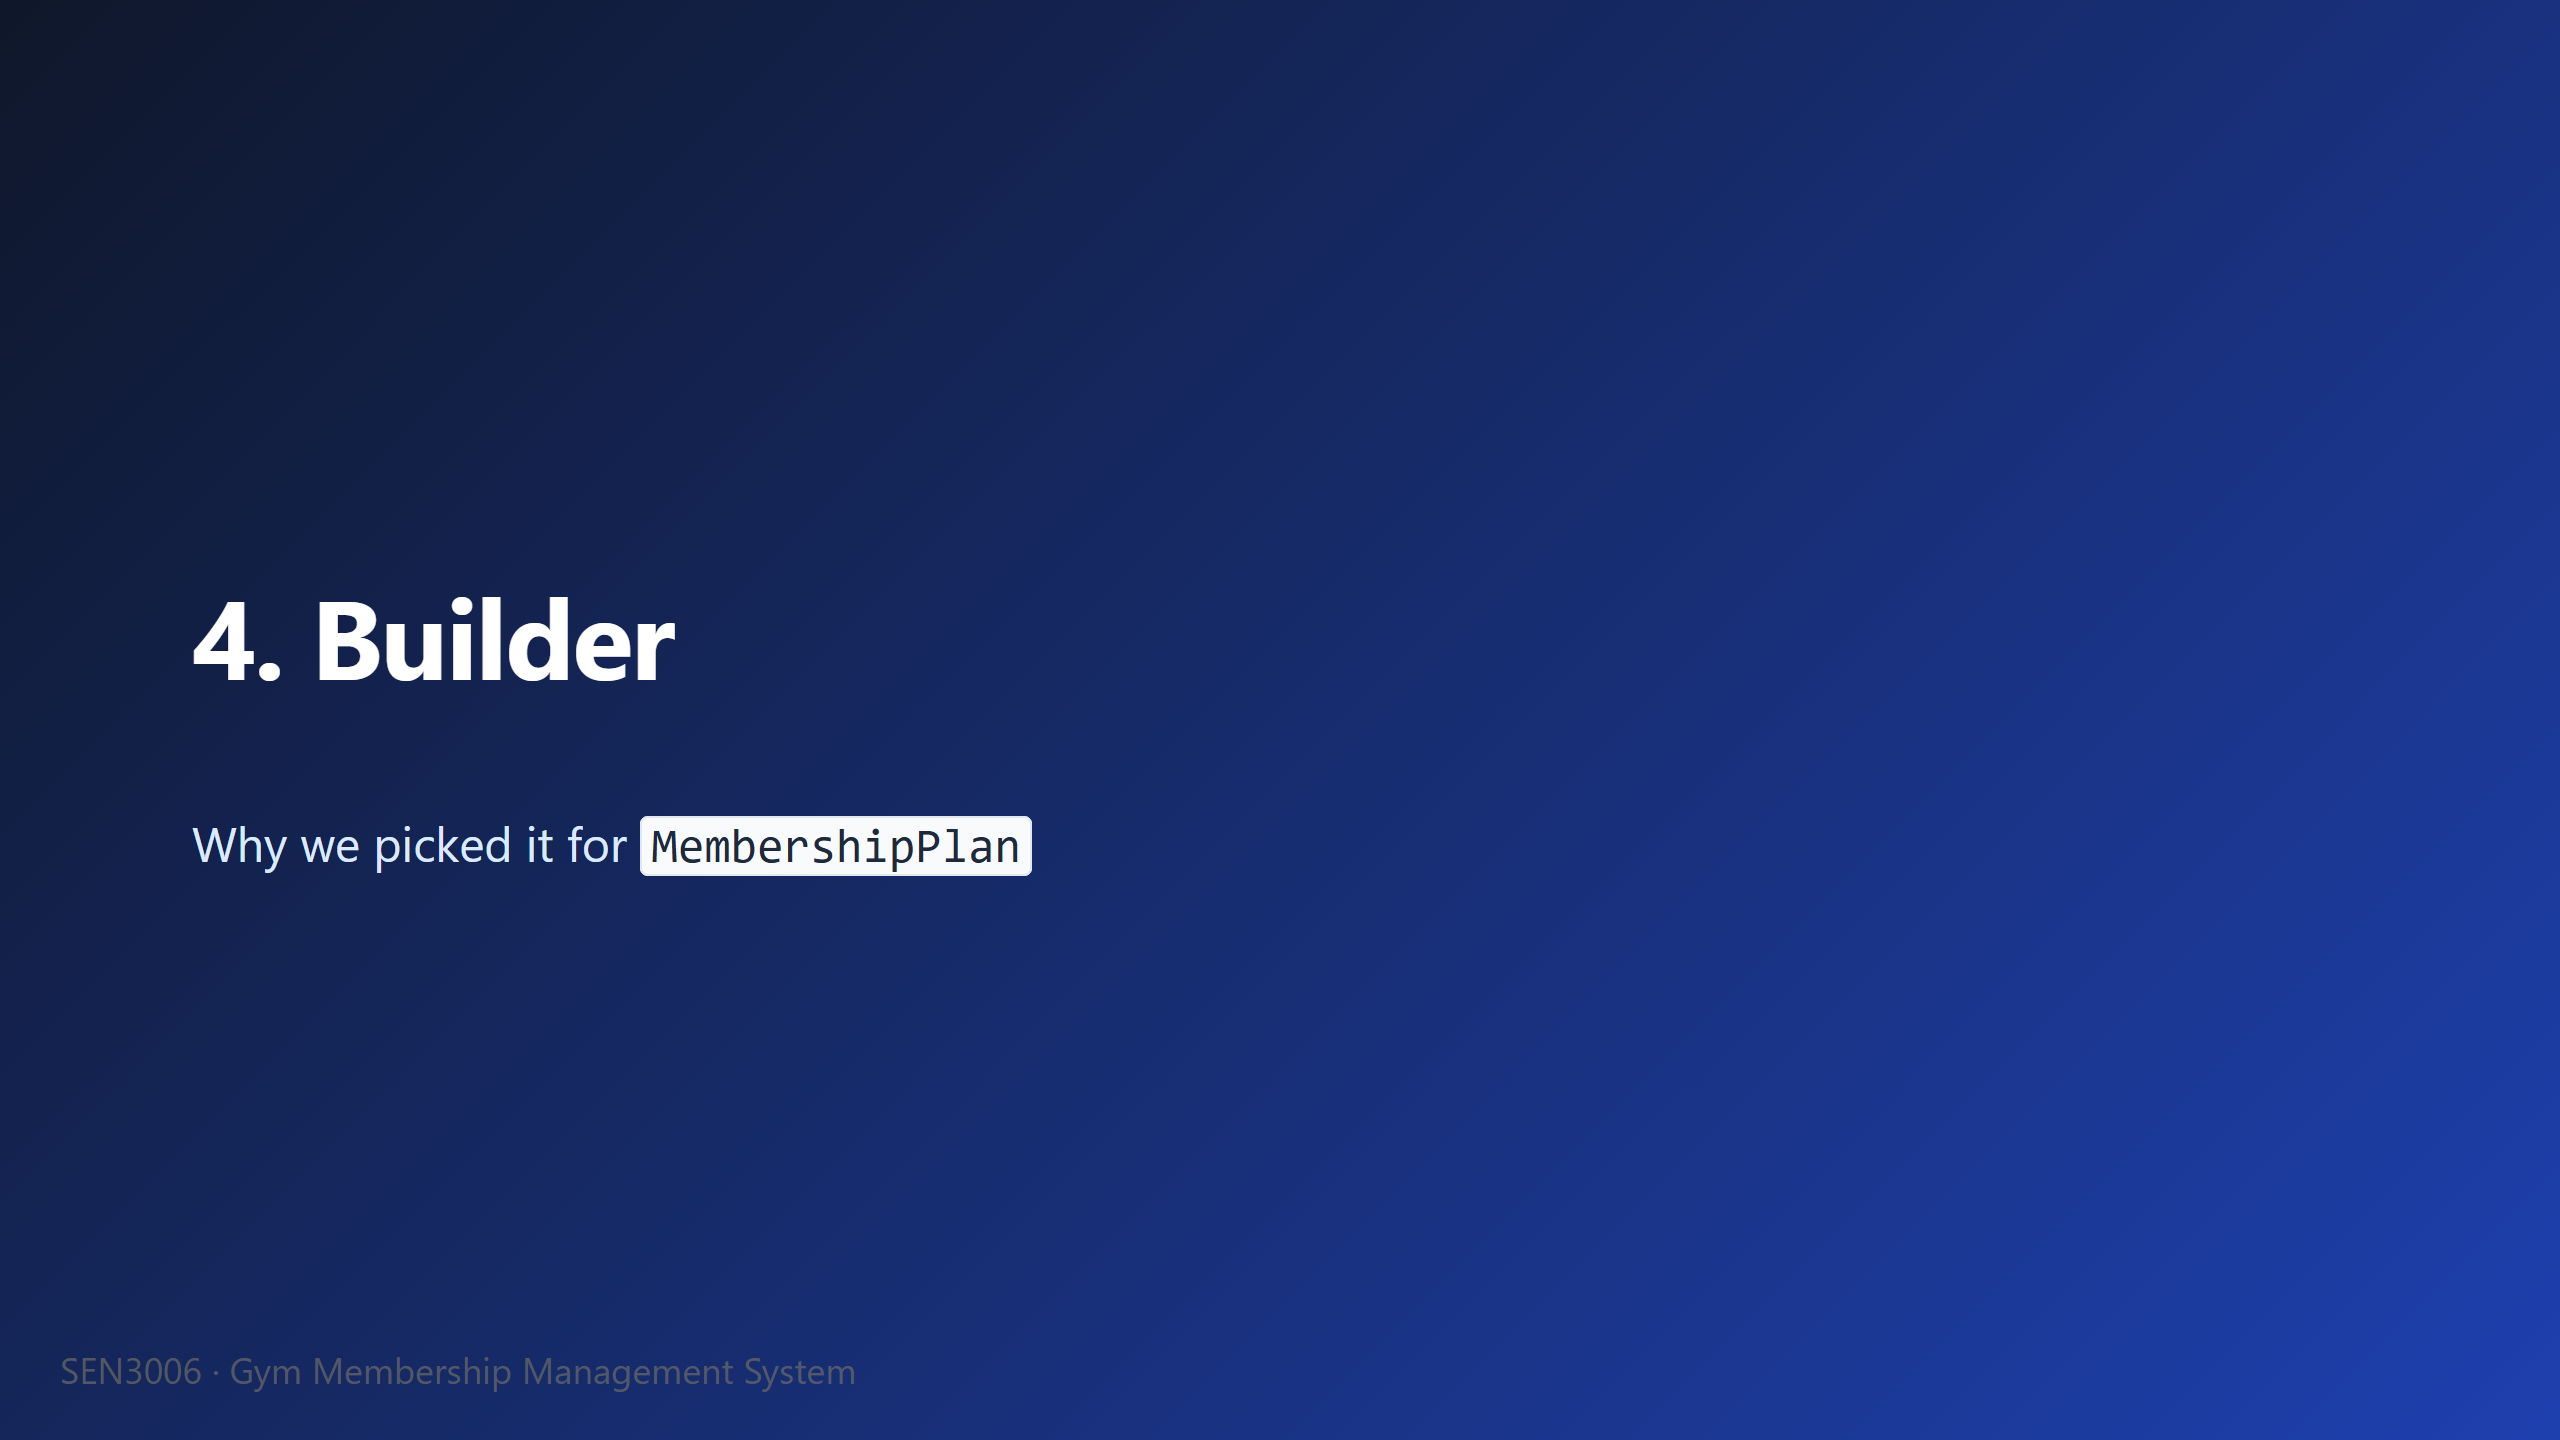 4. Builder
Why we picked it for MembershipPlan
SEN3006 · Gym Membership Management System